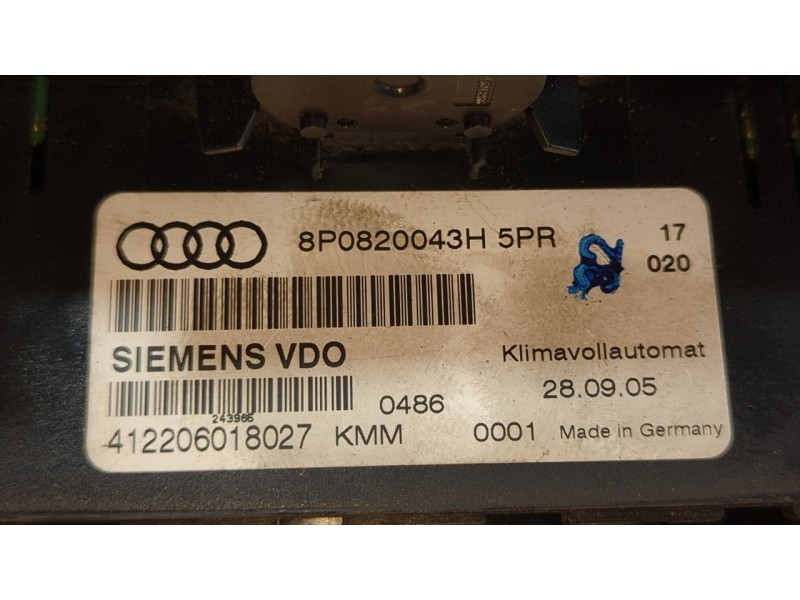 8P0820043H 5PR
17
020
SIEMENS VDO
Klimavollautomat
0486
28.09.05
243965
412206018027 KMM 0001 Made in Germany